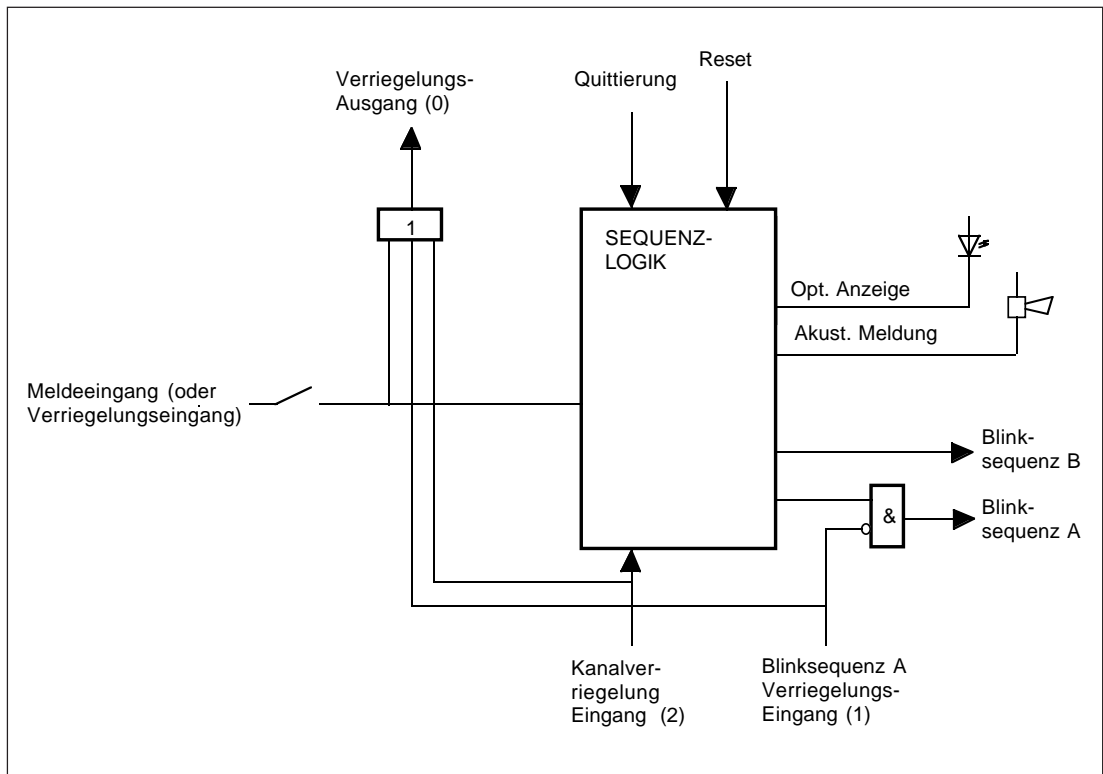 Reset
Verriegelungs-
Ausgang (0)
Quittierung
1
SEQUENZ-
LOGIK
Opt. Anzeige
Akust. Meldung
Meldeeingang (oder
Verriegelungseingang)
Blink-
sequenz B
&
Blink-
sequenz A
Kanalver-
riegelung
Eingang (2)
Blinksequenz A
Verriegelungs-
Eingang (1)